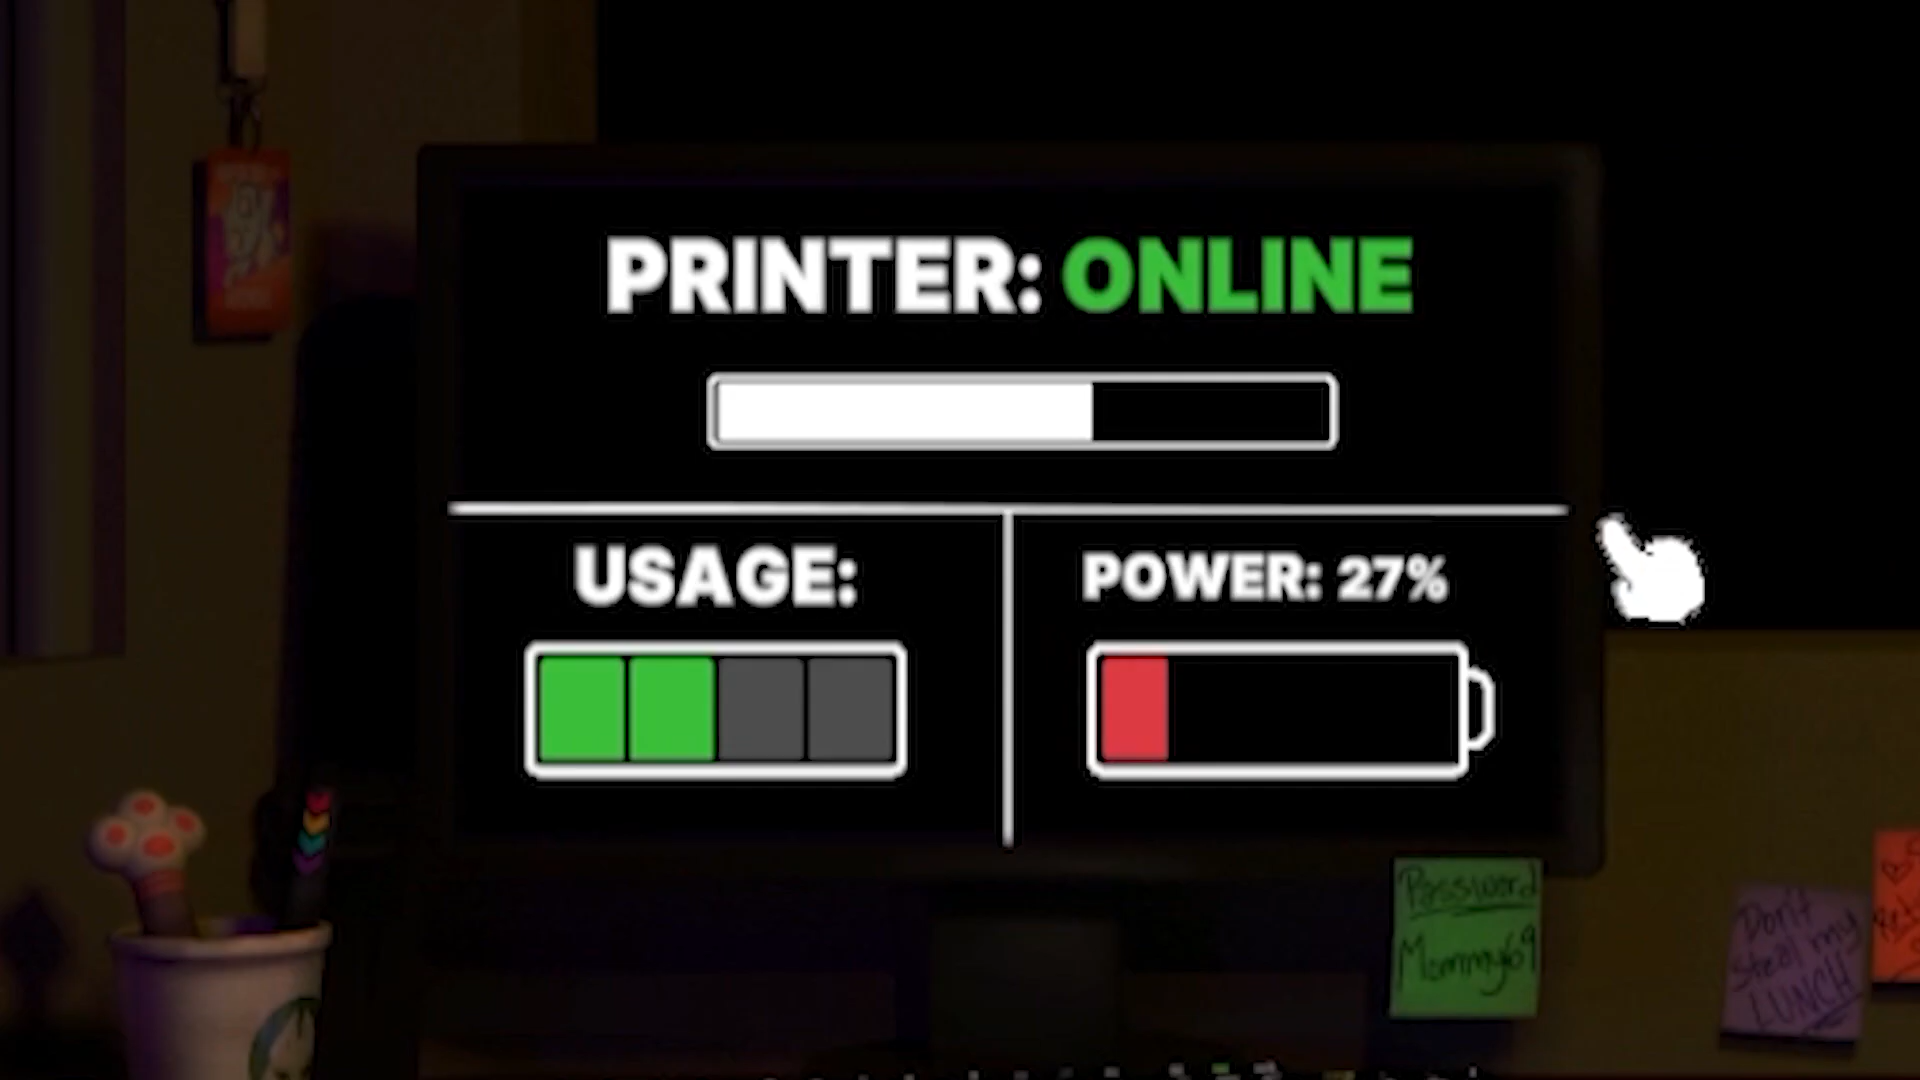 PRINTER: ONLINE
USAGE:
POWER: 27%
Password
Mommy69
Don't
Steal my
LUNCH